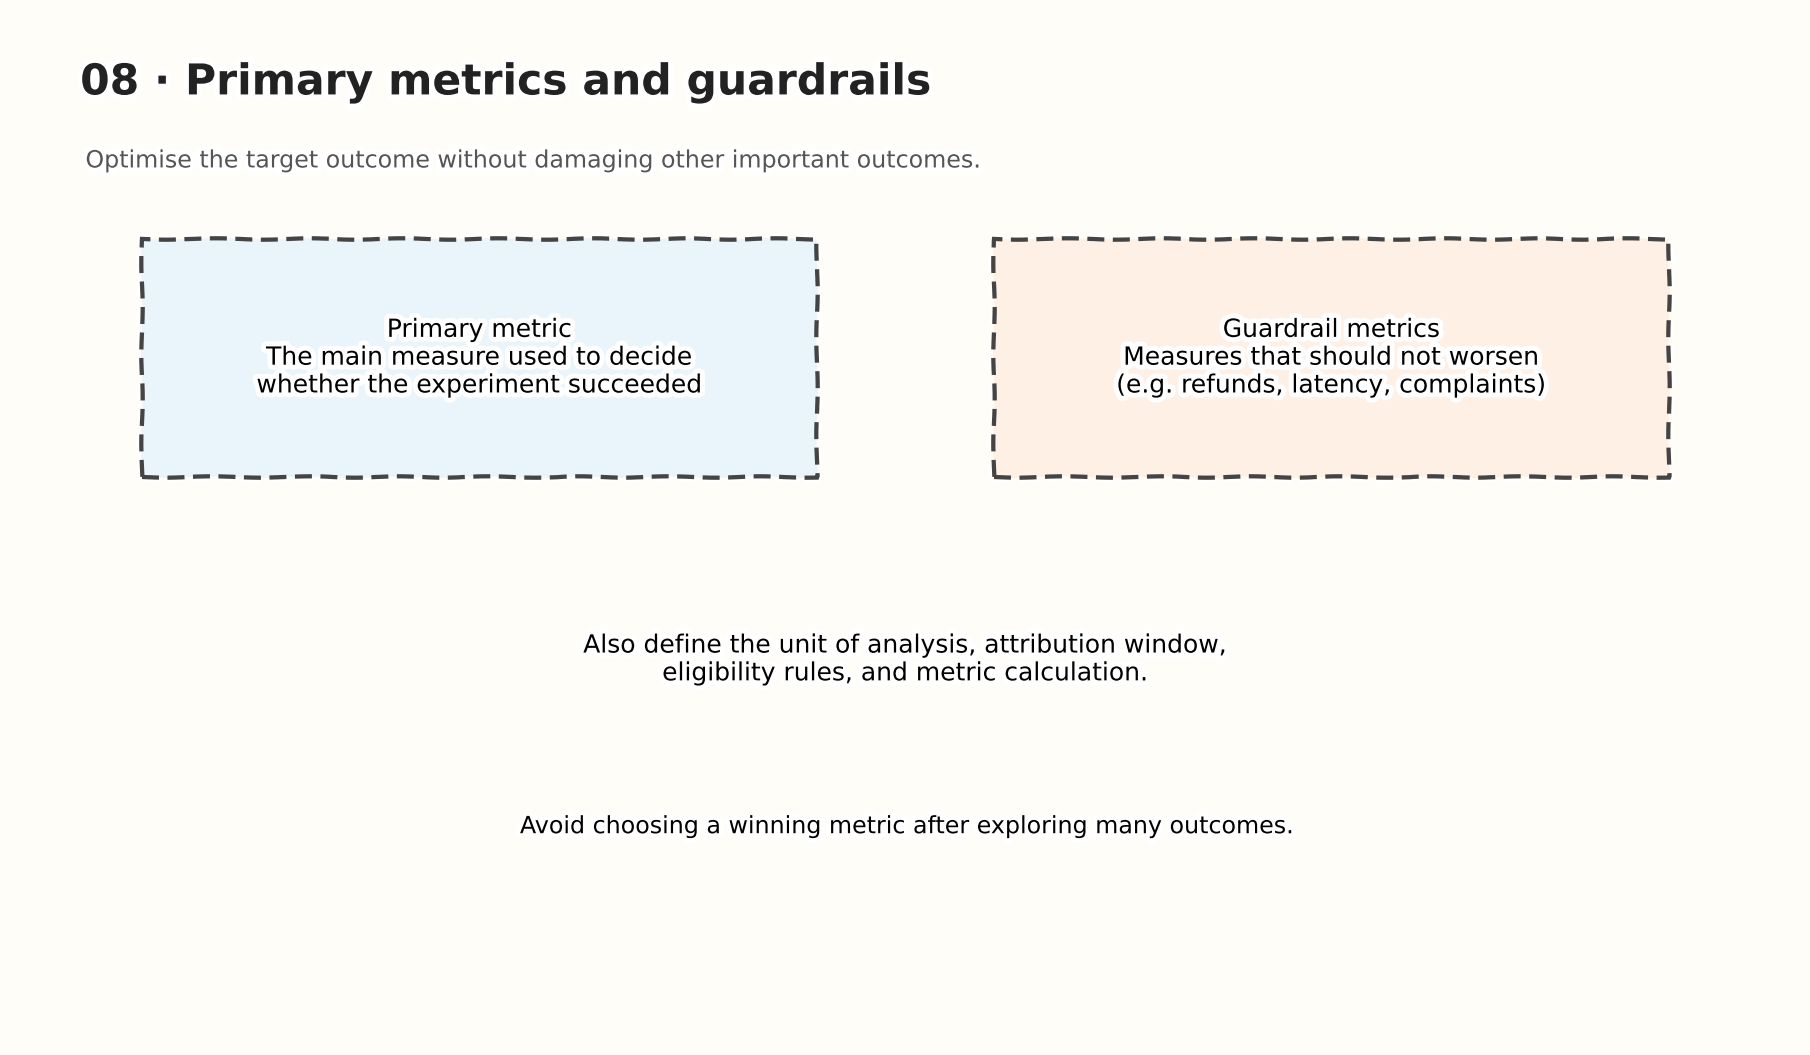 08 · Primary metrics and guardrails
Optimise the target outcome without damaging other important outcomes.
Primary metric
The main measure used to decide
whether the experiment succeeded
Guardrail metrics
Measures that should not worsen
(e.g. refunds, latency, complaints)
Also define the unit of analysis, attribution window,
eligibility rules, and metric calculation.
Avoid choosing a winning metric after exploring many outcomes.